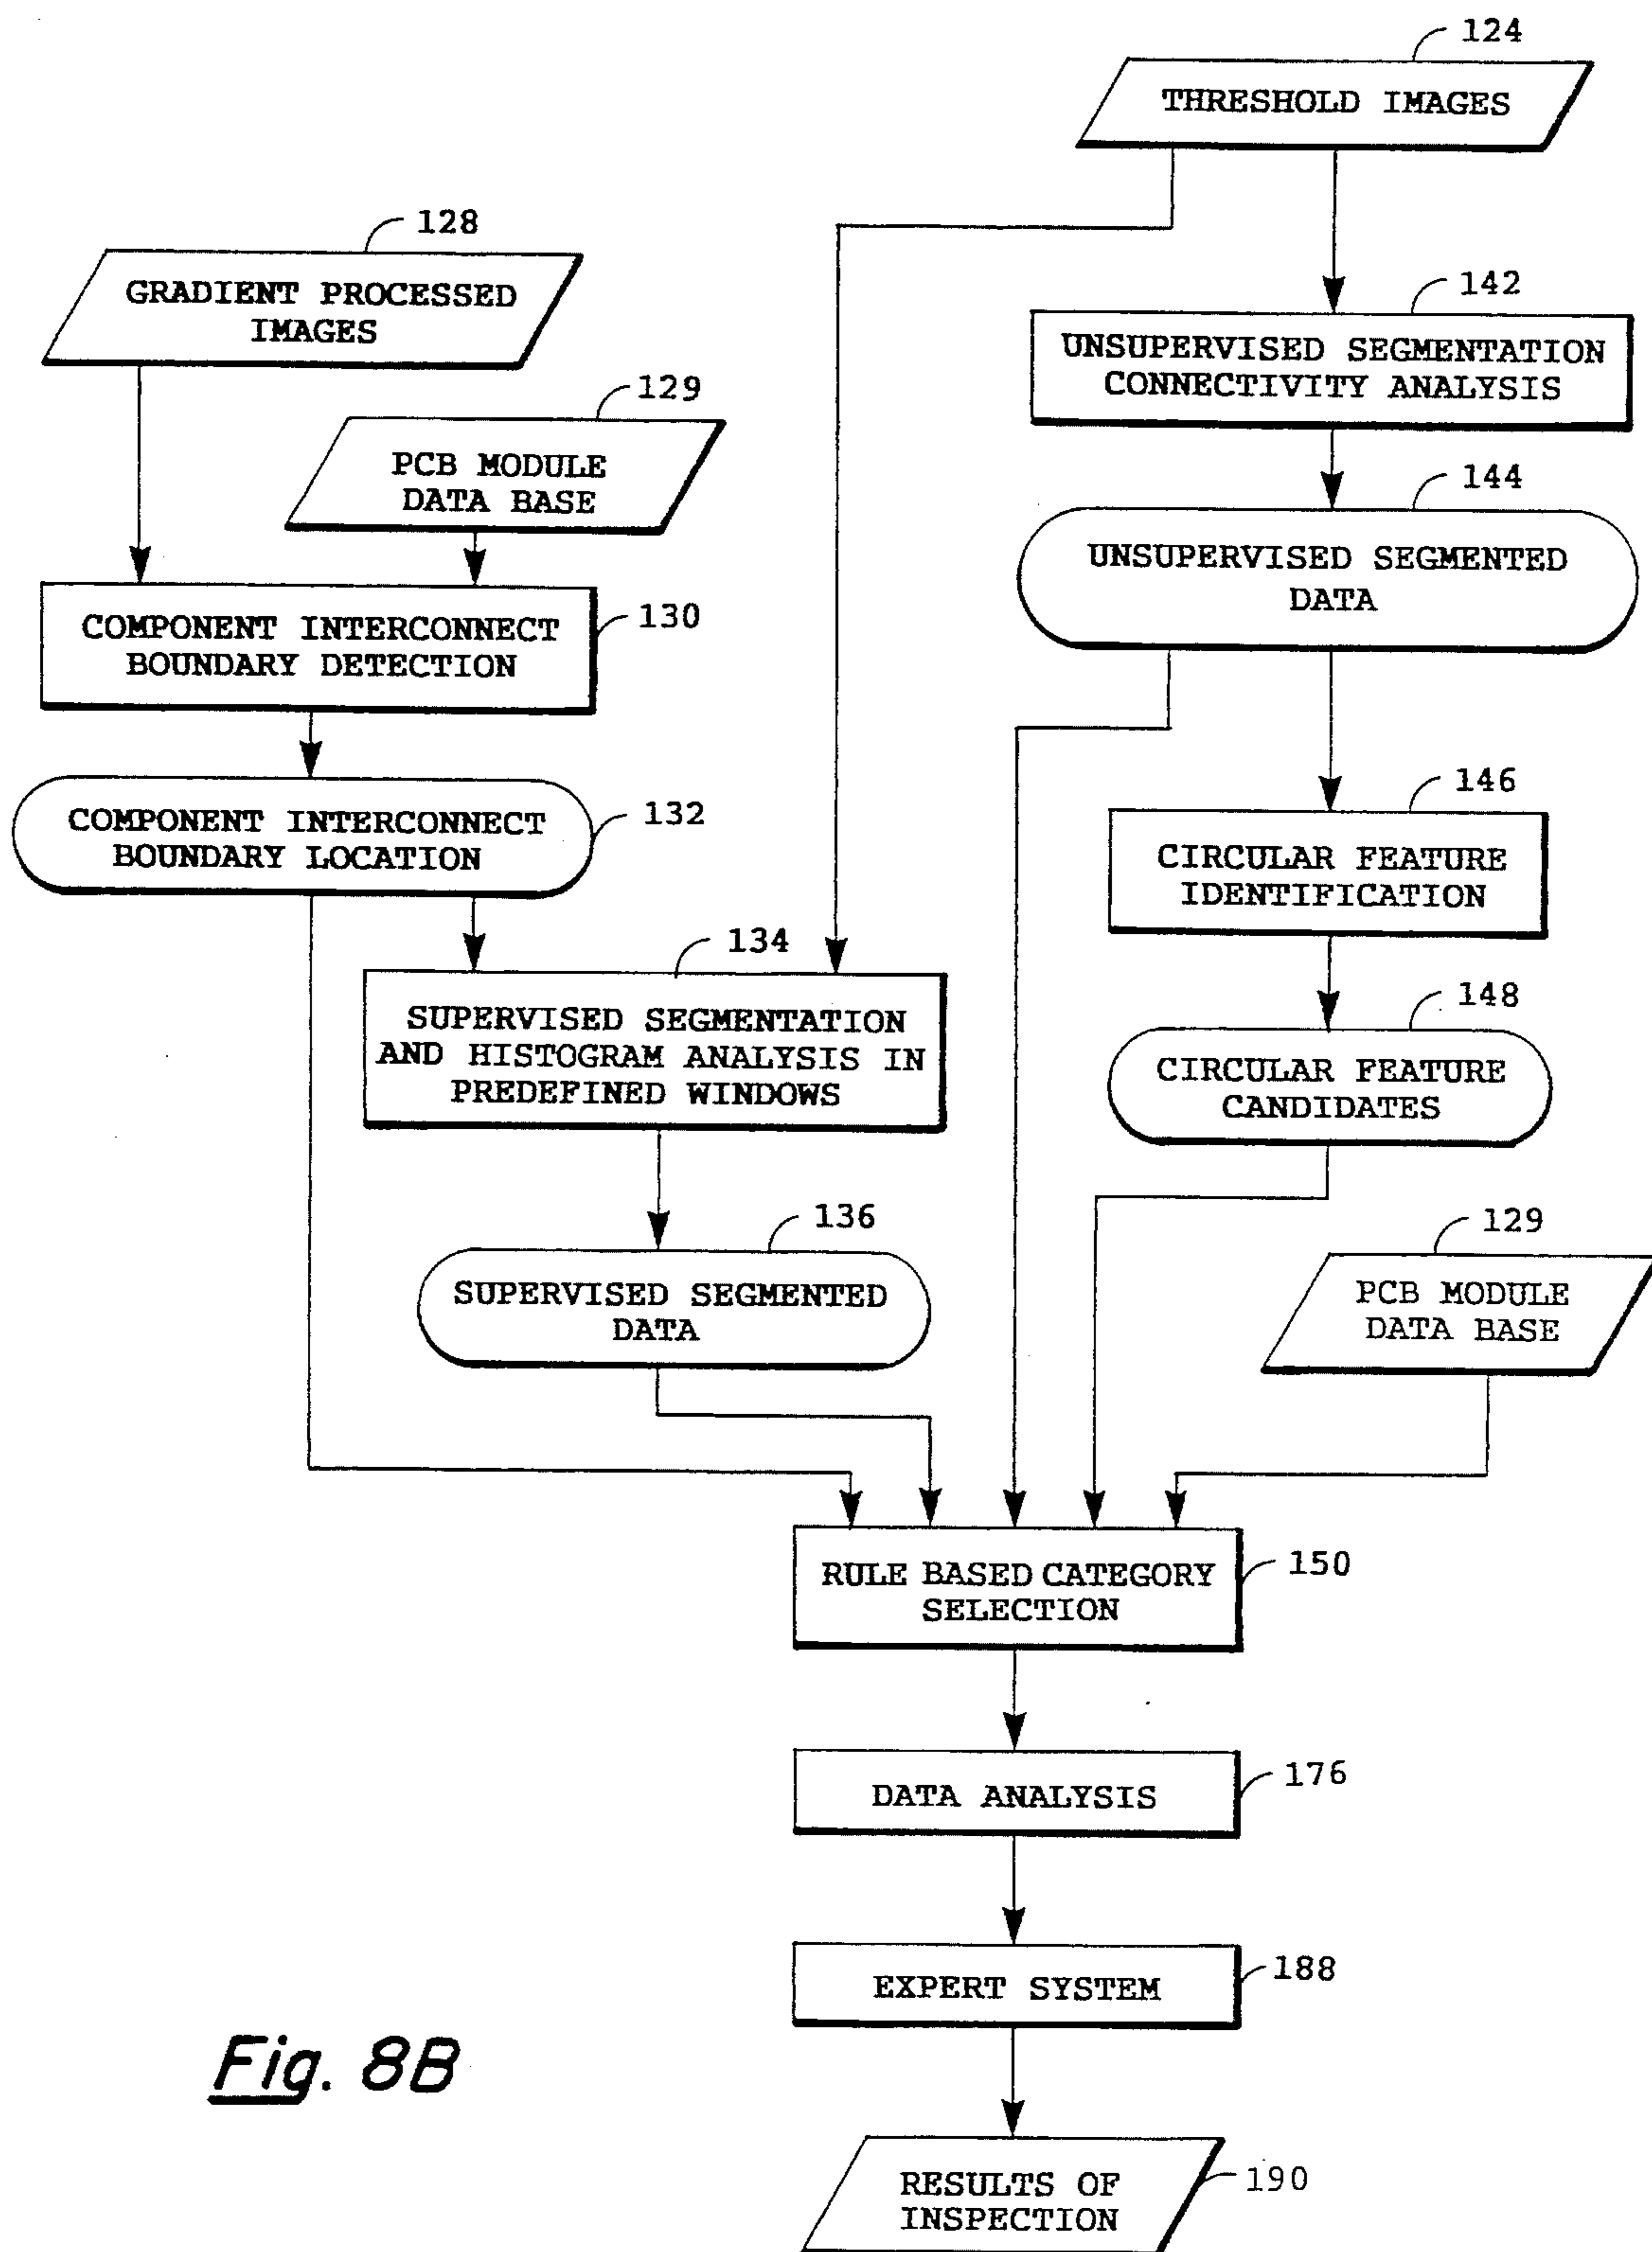 124
THRESHOLD IMAGES
128
GRADIENT PROCESSED
IMAGES
129
PCB MODULE
DATA BASE
142
UNSUPERVISED SEGMENTATION
CONNECTIVITY ANALYSIS
144
UNSUPERVISED SEGMENTED
DATA
COMPONENT INTERCONNECT
BOUNDARY DETECTION
130
COMPONENT INTERCONNECT
BOUNDARY LOCATION
132
146
CIRCULAR FEATURE
IDENTIFICATION
134
SUPERVISED SEGMENTATION
AND HISTOGRAM ANALYSIS IN
PREDEFINED WINDOWS
148
CIRCULAR FEATURE
CANDIDATES
136
SUPERVISED SEGMENTED
DATA
129
PCB MODULE
DATA BASE
RULE BASED CATEGORY
SELECTION
150
DATA ANALYSIS
176
EXPERT SYSTEM
188
RESULTS OF
INSPECTION
190
Fig. 8B